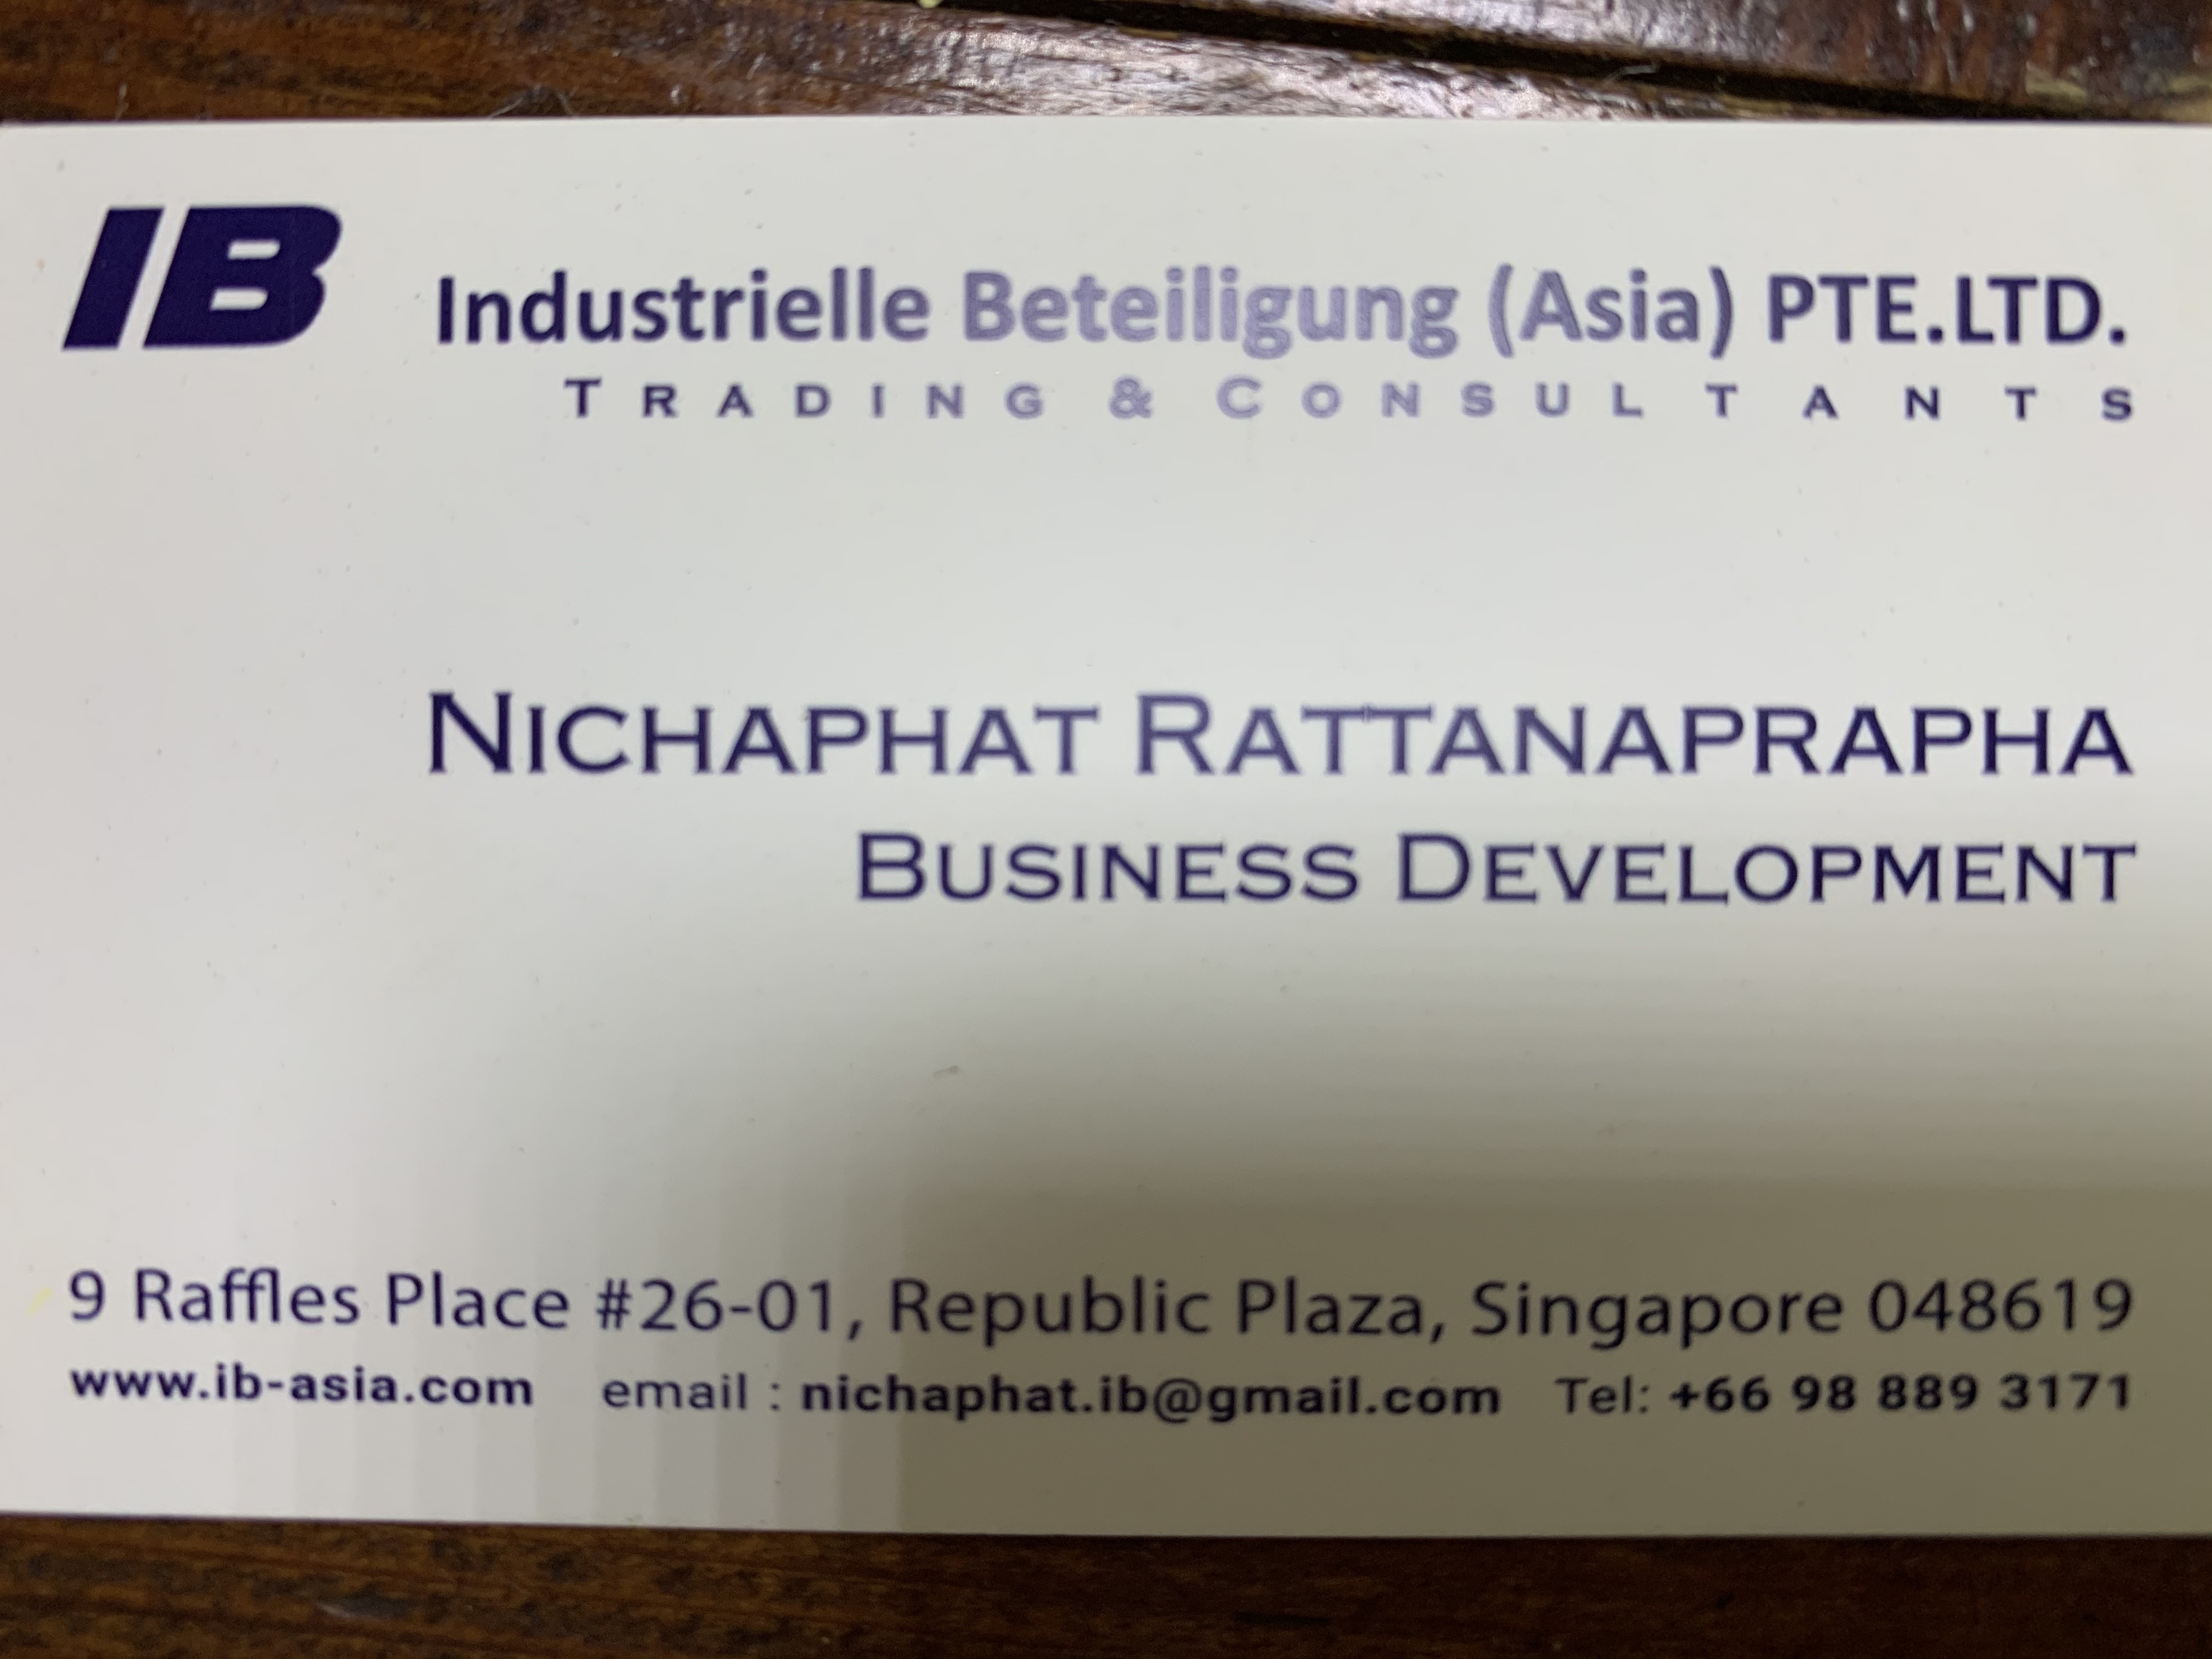 IB
Industrielle Beteiligung (Asia) PTE.LTD.
TRADING & CONSULTANTS
NICHAPHAT RATTANAPRAPHA
BUSINESS DEVELOPMENT
9 Raffles Place #26-01, Republic Plaza, Singapore 048619
www.ib-asia.com email : nichaphat.ib@gmail.com Tel: +66 98 889 3171